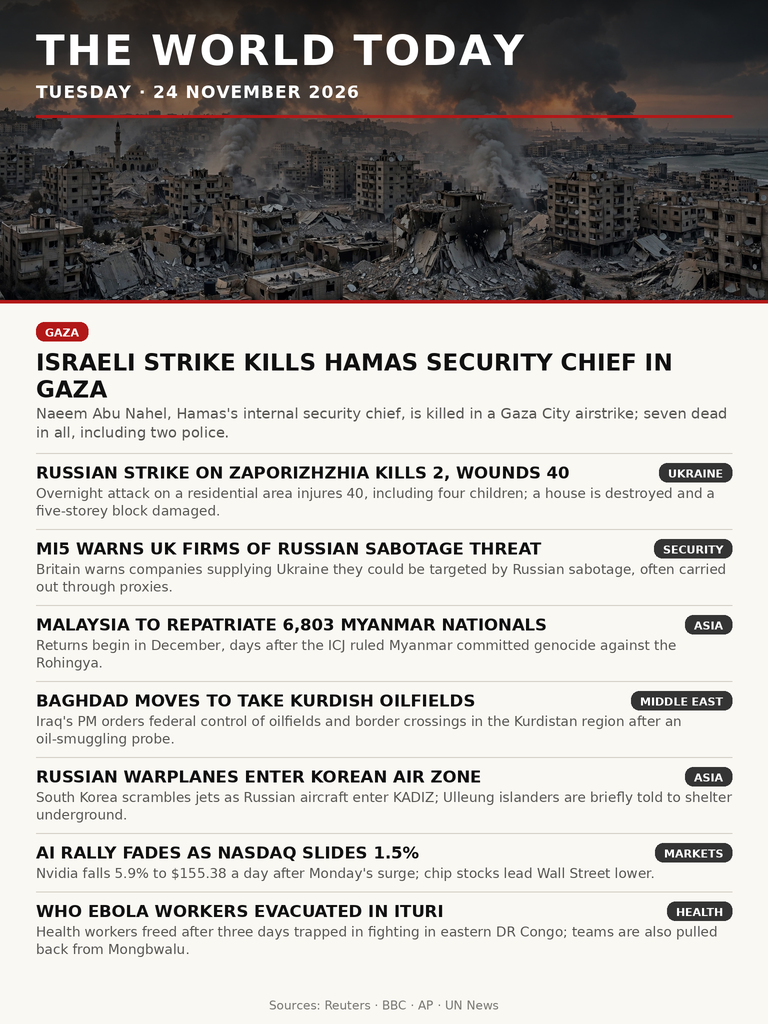 THE WORLD TODAY
TUESDAY · 24 NOVEMBER 2026
GAZA
ISRAELI STRIKE KILLS HAMAS SECURITY CHIEF IN
GAZA
Naeem Abu Nahel, Hamas's internal security chief, is killed in a Gaza City airstrike; seven dead
in all, including two police.
RUSSIAN STRIKE ON ZAPORIZHZHIA KILLS 2, WOUNDS 40
UKRAINE
Overnight attack on a residential area injures 40, including four children; a house is destroyed and a
five-storey block damaged.
MI5 WARNS UK FIRMS OF RUSSIAN SABOTAGE THREAT
SECURITY
Britain warns companies supplying Ukraine they could be targeted by Russian sabotage, often carried
out through proxies.
MALAYSIA TO REPATRIATE 6,803 MYANMAR NATIONALS
ASIA
Returns begin in December, days after the ICJ ruled Myanmar committed genocide against the
Rohingya.
BAGHDAD MOVES TO TAKE KURDISH OILFIELDS
MIDDLE EAST
Iraq's PM orders federal control of oilfields and border crossings in the Kurdistan region after an
oil-smuggling probe.
RUSSIAN WARPLANES ENTER KOREAN AIR ZONE
ASIA
South Korea scrambles jets as Russian aircraft enter KADIZ; Ulleung islanders are briefly told to shelter
underground.
AI RALLY FADES AS NASDAQ SLIDES 1.5%
MARKETS
Nvidia falls 5.9% to $155.38 a day after Monday's surge; chip stocks lead Wall Street lower.
WHO EBOLA WORKERS EVACUATED IN ITURI
HEALTH
Health workers freed after three days trapped in fighting in eastern DR Congo; teams are also pulled
back from Mongbwalu.
Sources: Reuters · BBC · AP · UN News